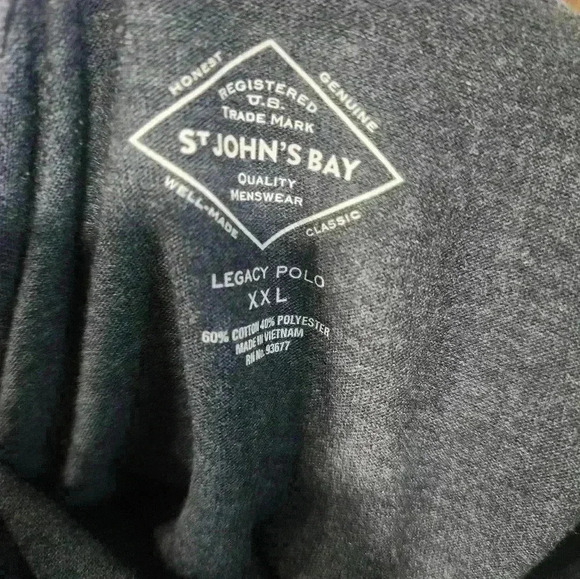 HONEST
GENUINE
REGISTERED
U.S.
TRADE MARK
ST JOHN'S BAY
QUALITY
MENSWEAR
WELL-MADE
CLASSIC
LEGACY POLO
XXL
60% COTTON 40% POLYESTER
MADE IN VIETNAM
RN No. 93677